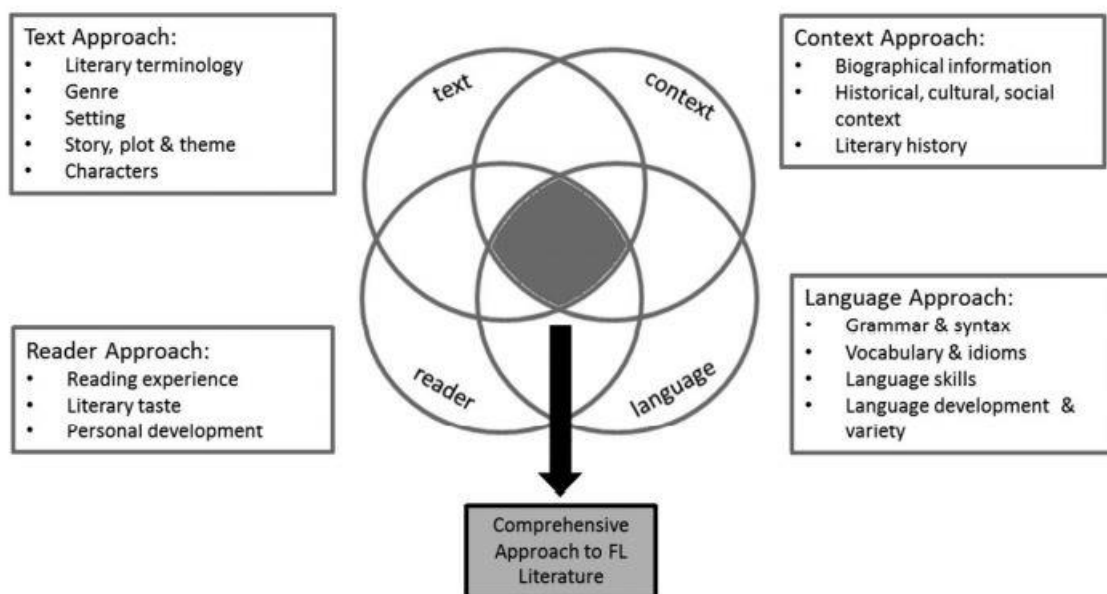 Text Approach:
• Literary terminology
• Genre
• Setting
• Story, plot & theme
• Characters
Context Approach:
• Biographical information
• Historical, cultural, social
context
• Literary history
text
context
reader
language
Reader Approach:
• Reading experience
• Literary taste
• Personal development
Language Approach:
• Grammar & syntax
• Vocabulary & idioms
• Language skills
• Language development &
variety
Comprehensive
Approach to FL
Literature